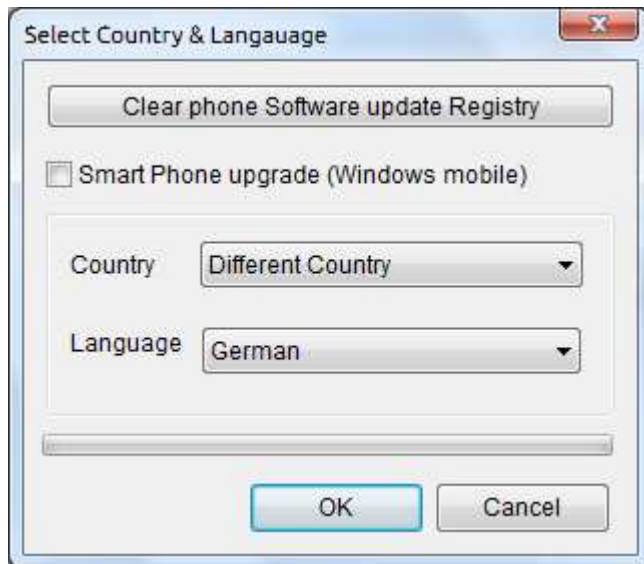 Select Country & Langauage
Clear phone Software update Registry
Smart Phone upgrade (Windows mobile)
Country Different Country
Language German
OK Cancel